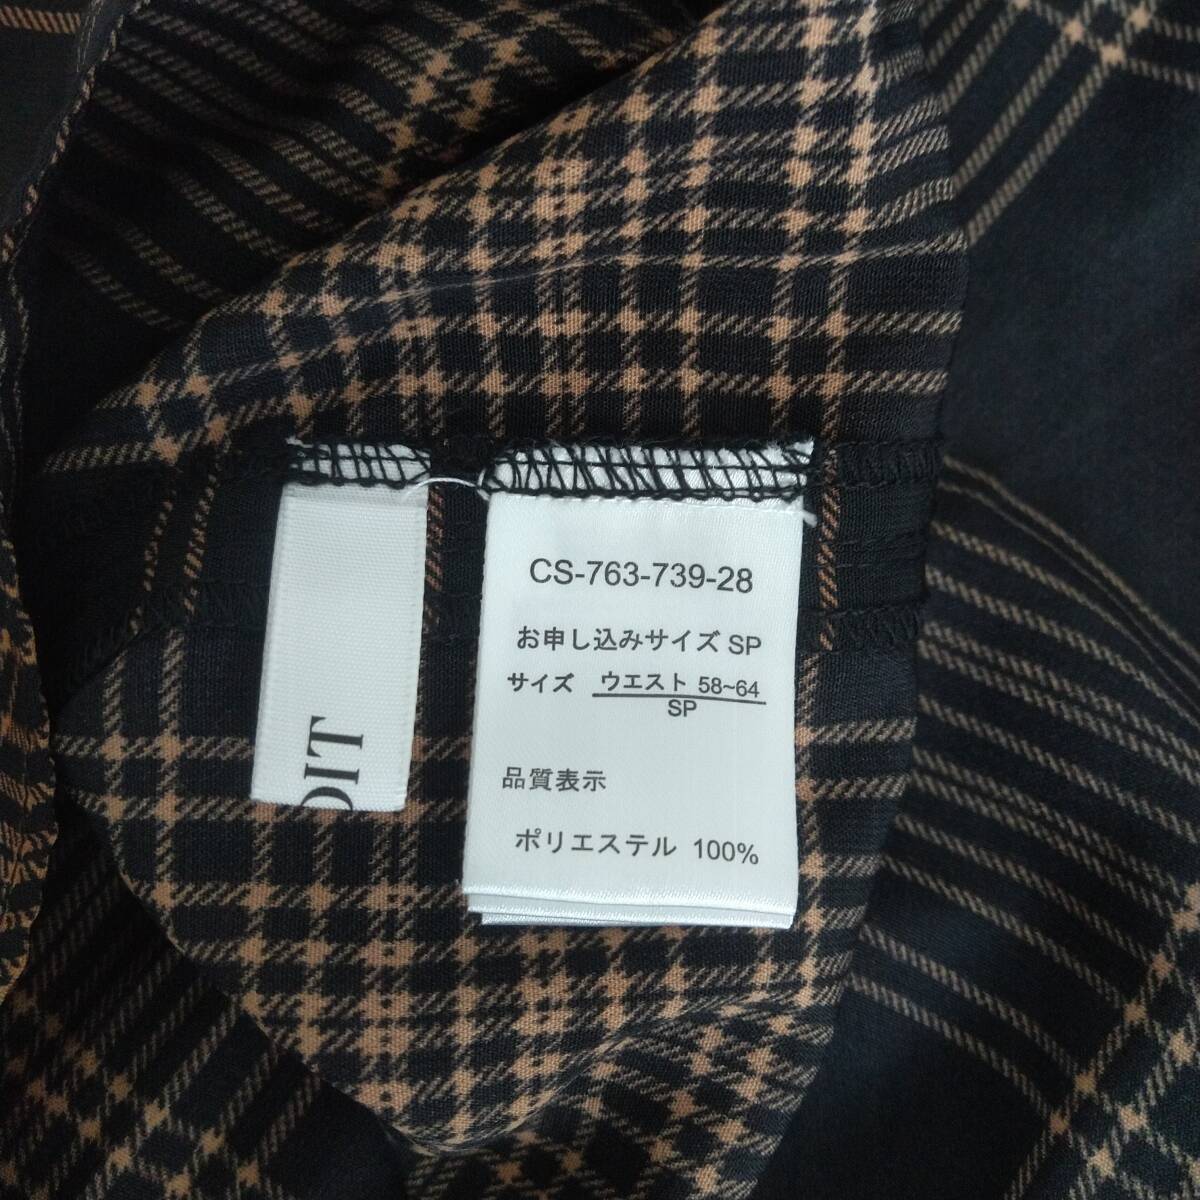 CS-763-739-28
お申し込みサイズ SP
サイズ ウエスト 58~64
SP
品質表示
ポリエステル 100%
DIT